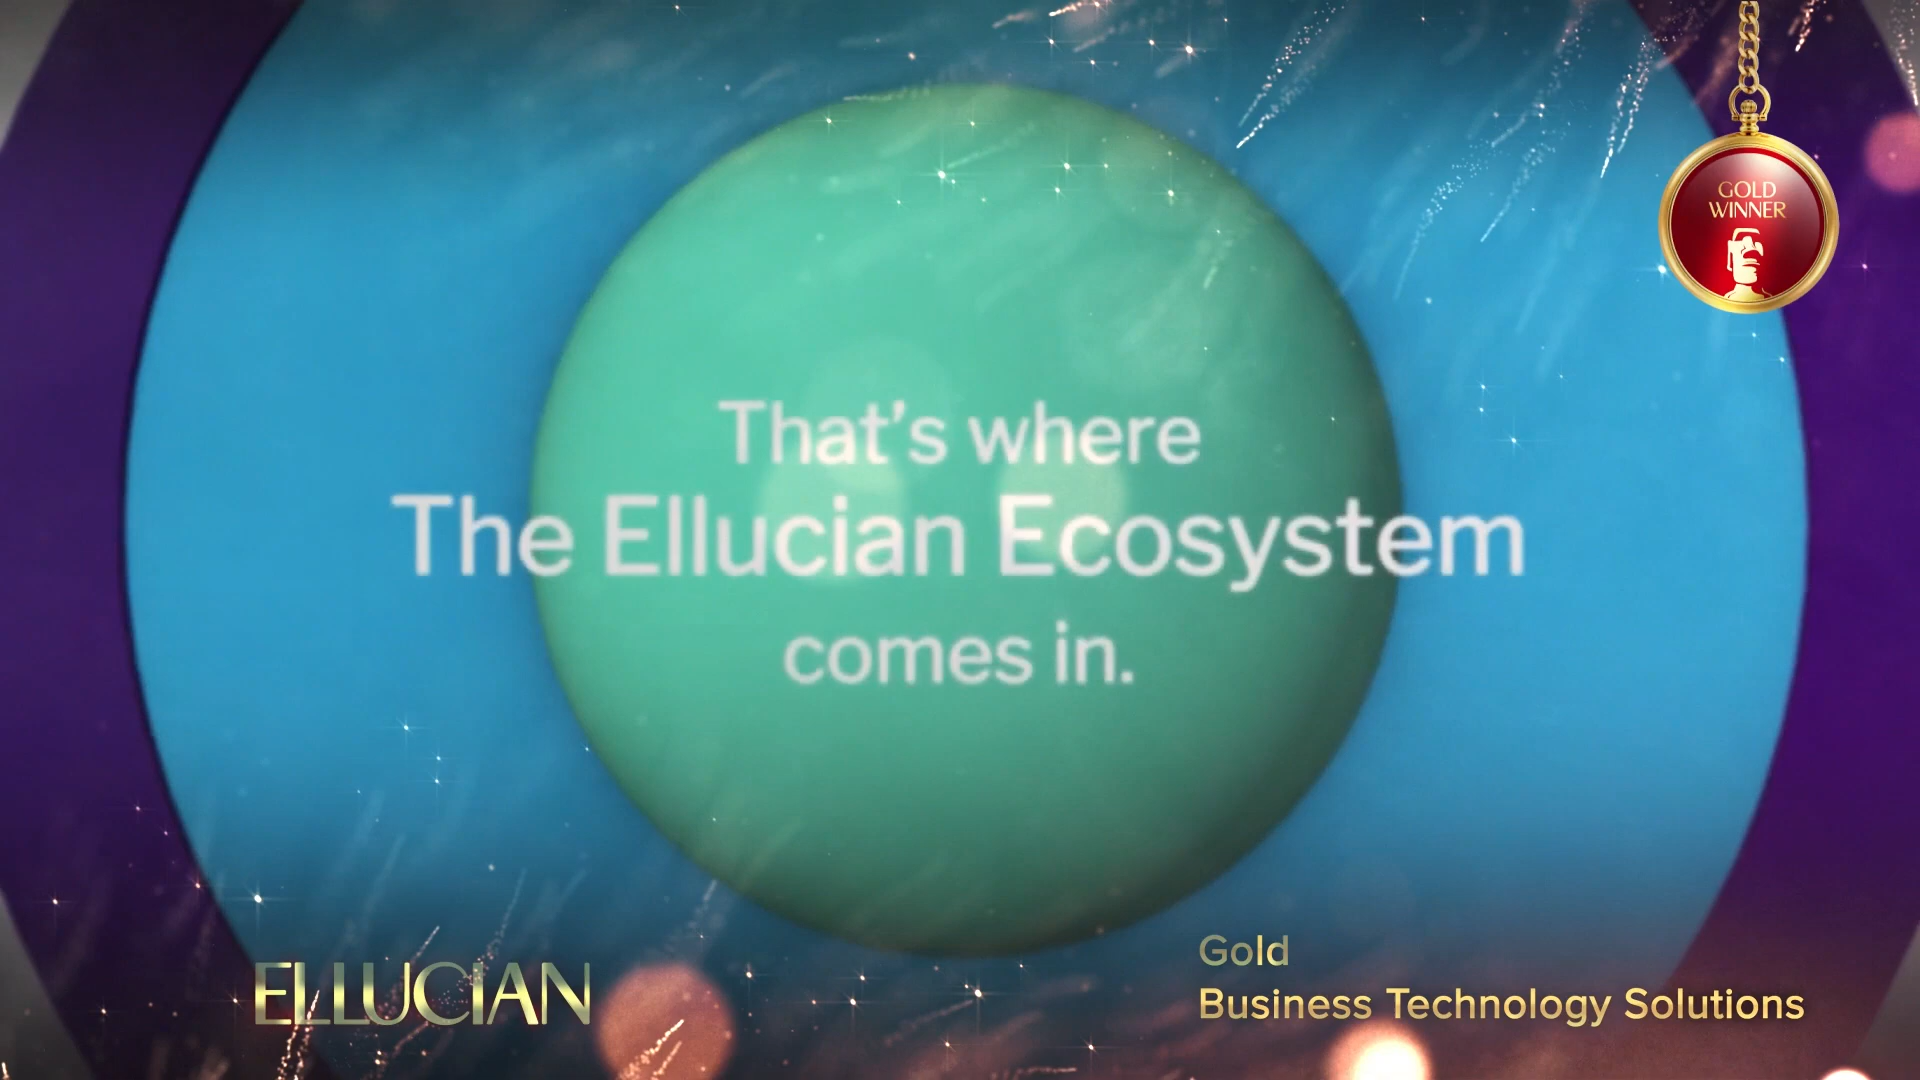 GOLD
WINNER
That's where
The Ellucian Ecosystem
comes in.
ELLUCIAN
Gold
Business Technology Solutions